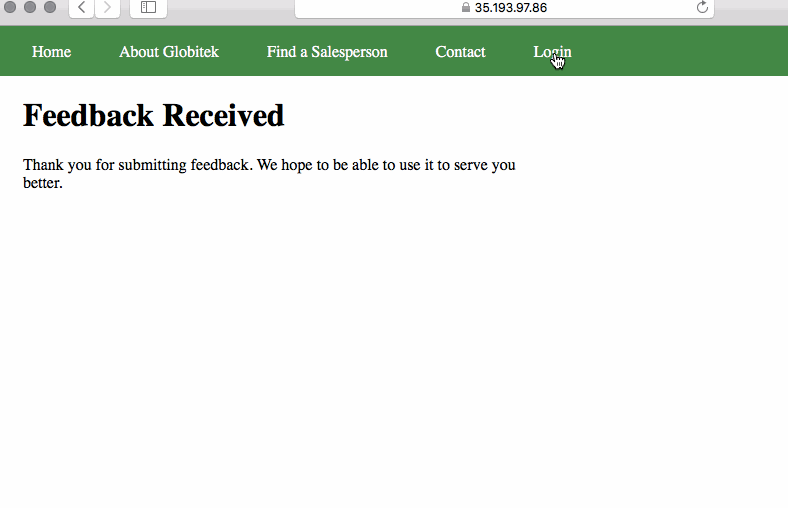 35.193.97.86
Home About Globitek Find a Salesperson Contact Login
Feedback Received
Thank you for submitting feedback. We hope to be able to use it to serve you
better.